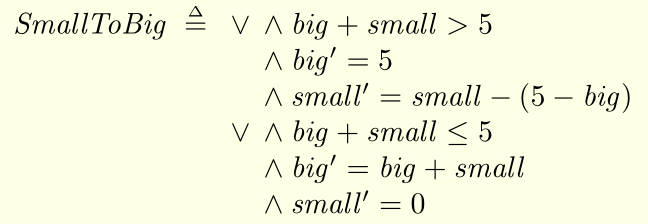 SmallToBig ≜ ∨ ∧ big + small > 5
∧ big′ = 5
∧ small′ = small − (5 − big)
∨ ∧ big + small ≤ 5
∧ big′ = big + small
∧ small′ = 0